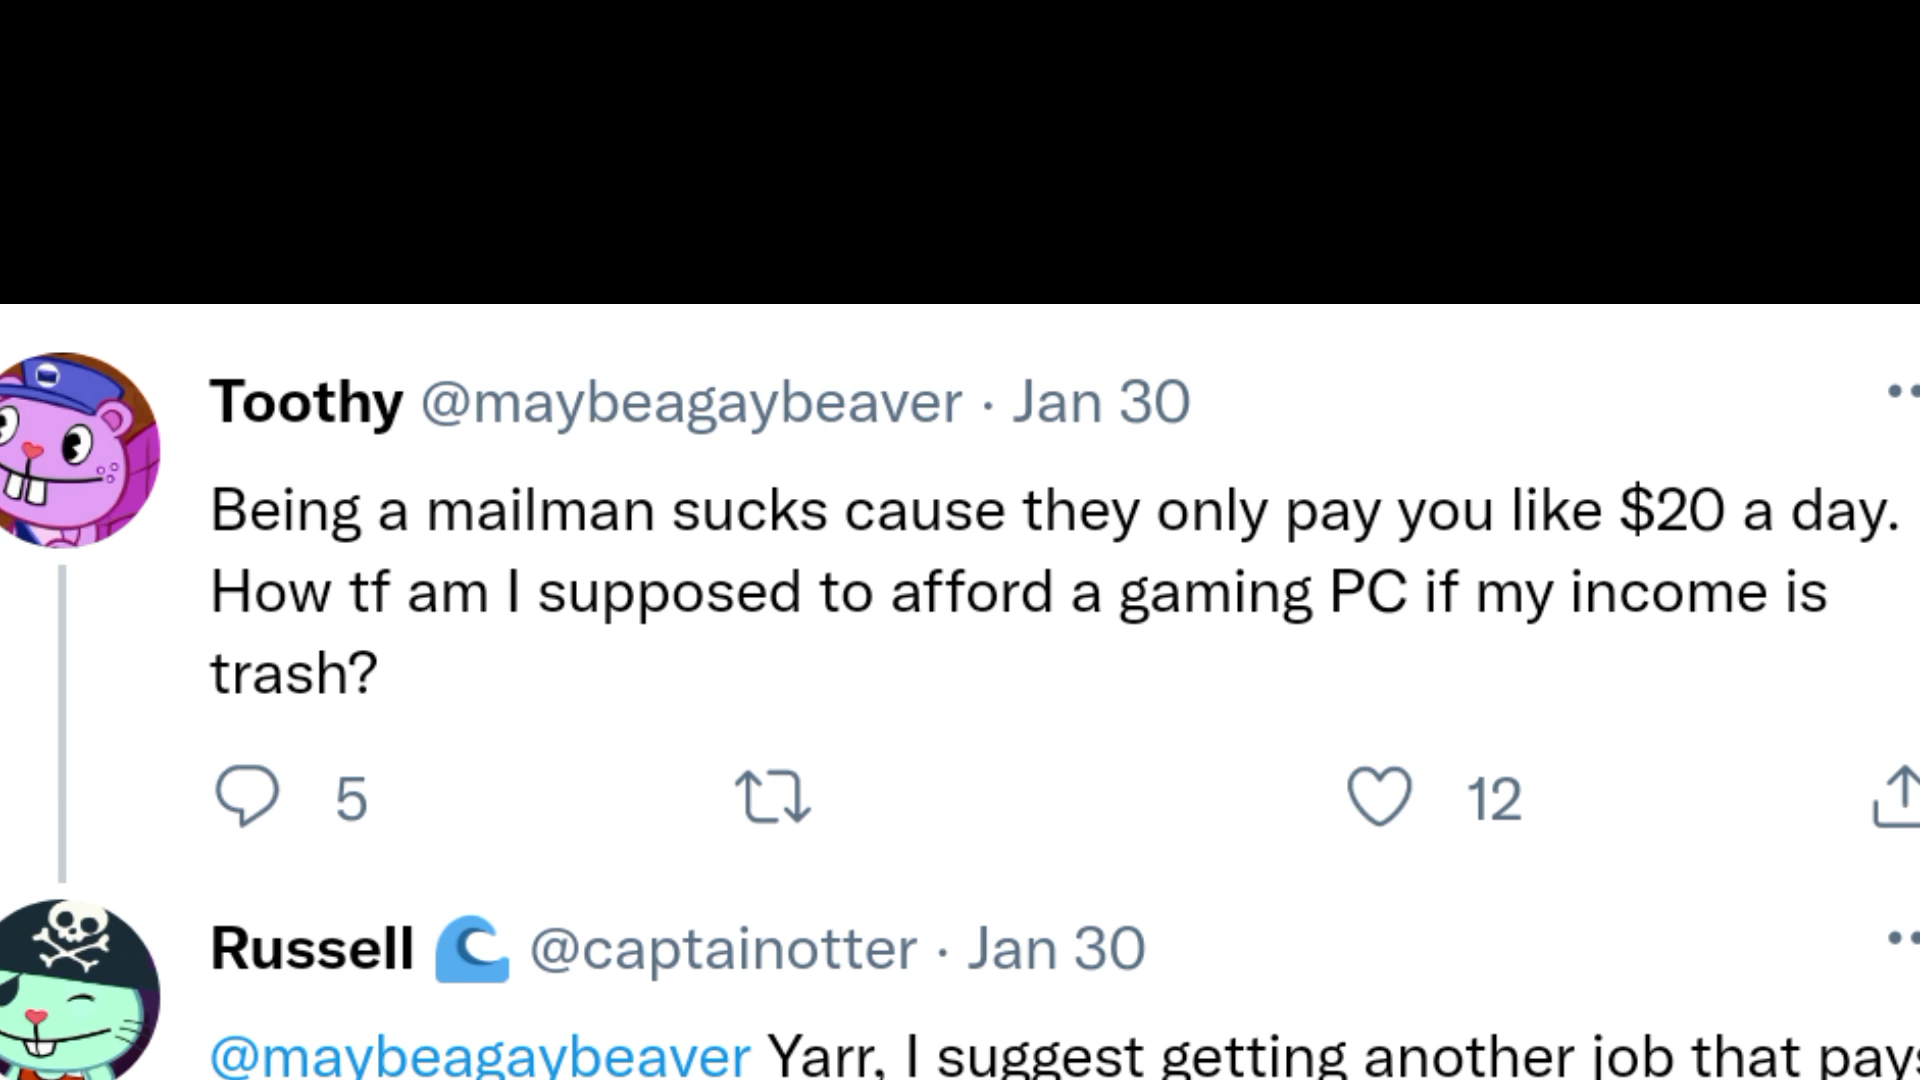 Toothy @maybeagaybeaver · Jan 30
Being a mailman sucks cause they only pay you like $20 a day.
How tf am I supposed to afford a gaming PC if my income is
trash?
5 12
Russell 🌊 @captainotter · Jan 30
@maybeagaybeaver Yarr, I suggest getting another job that pays